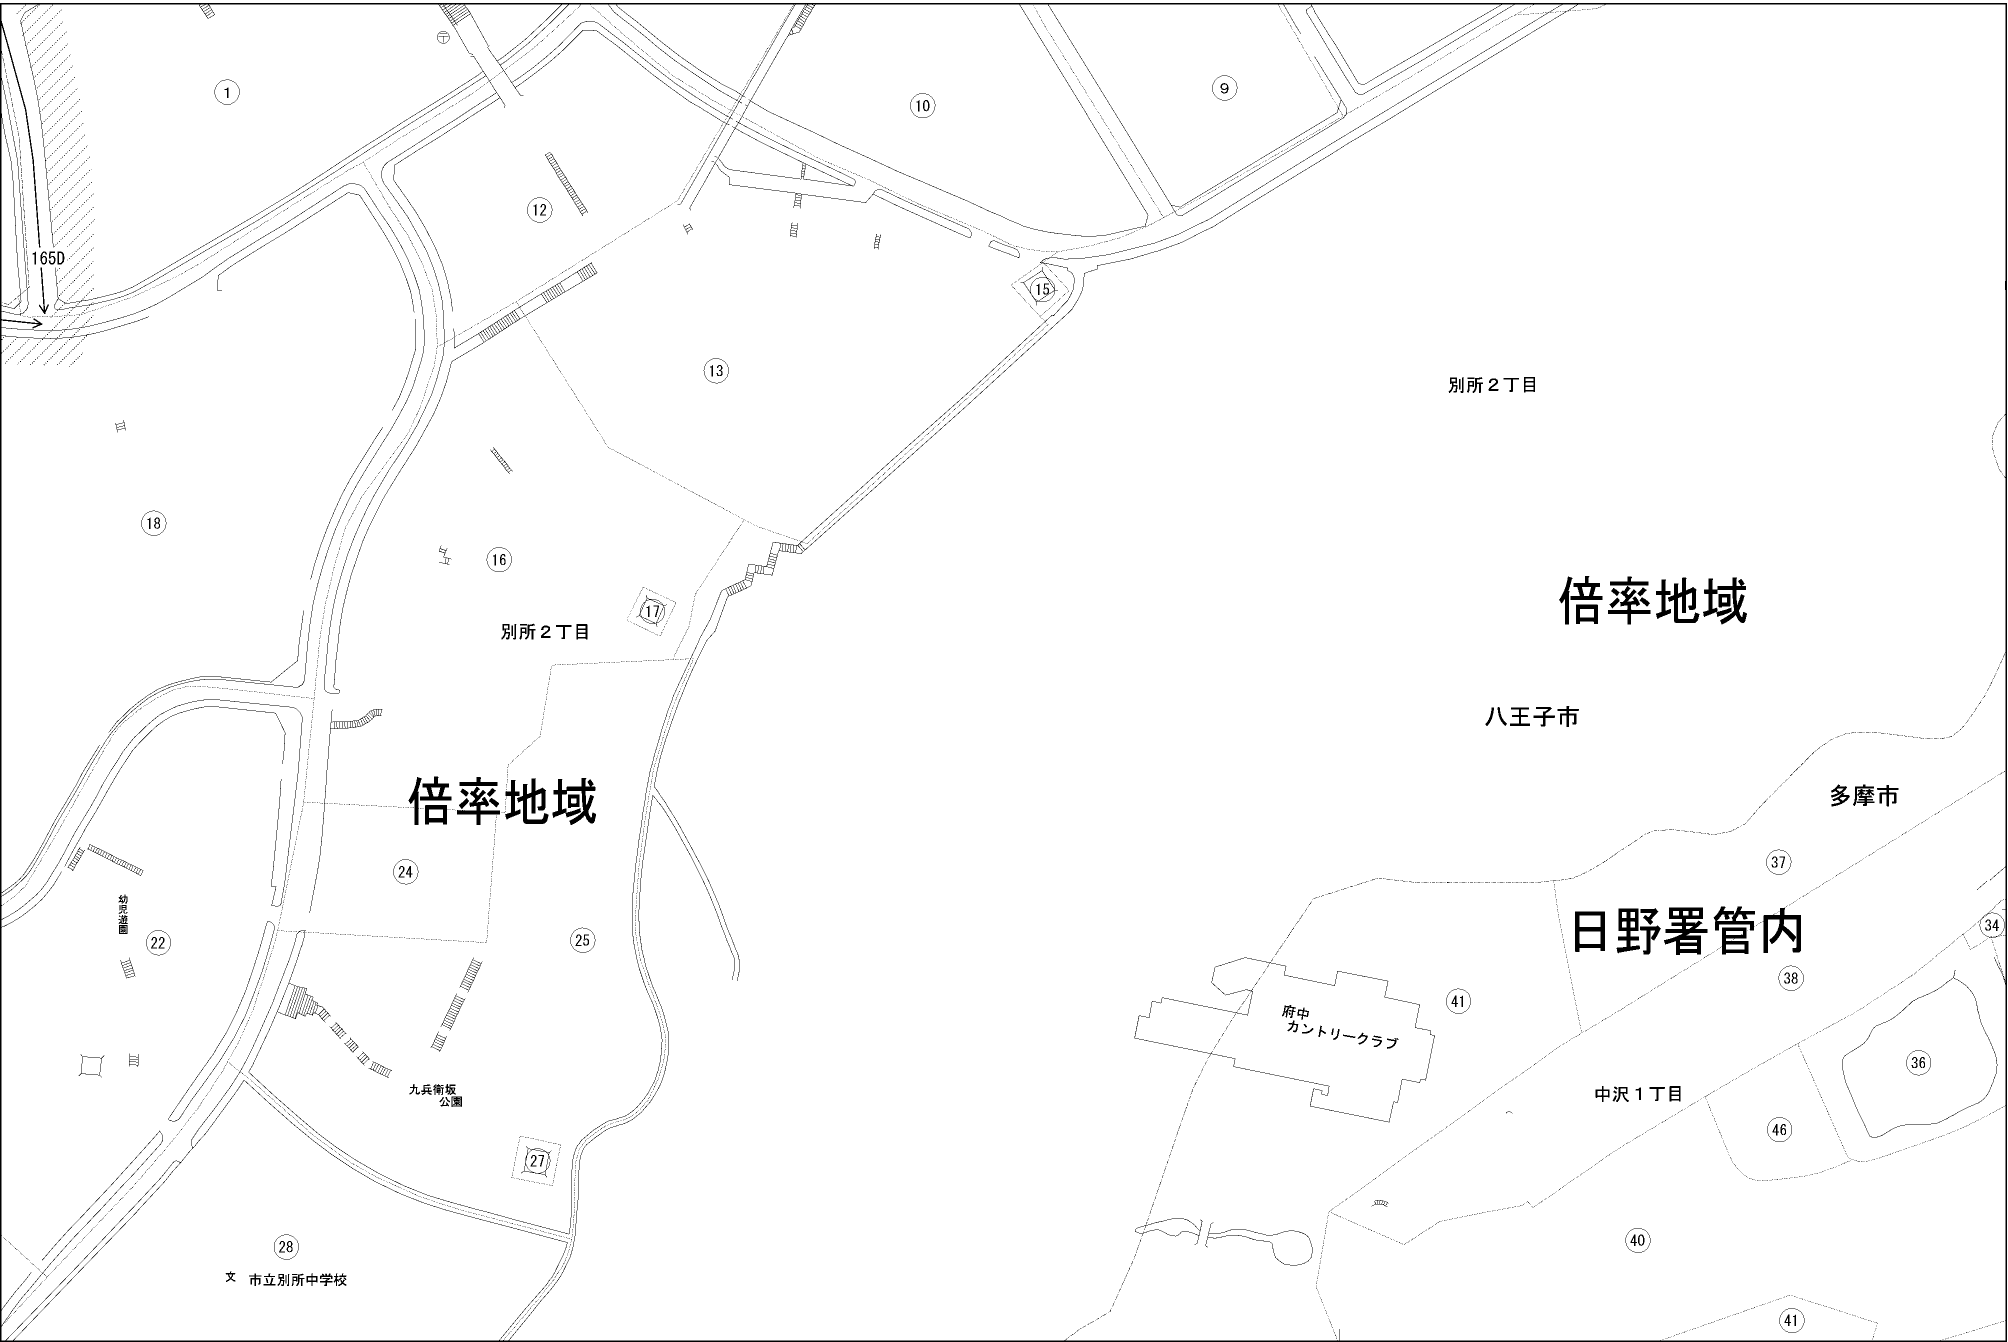 〒
1
9
10
12
165D
15
13
別所２丁目
18
16
倍率地域
17
別所２丁目
八王子市
倍率地域
多摩市
37
24
幼児遊園
日野署管内
34
22
25
38
41
府中
カントリークラブ
36
九兵衛坂
公園
中沢１丁目
46
27
28
40
文 市立別所中学校
41